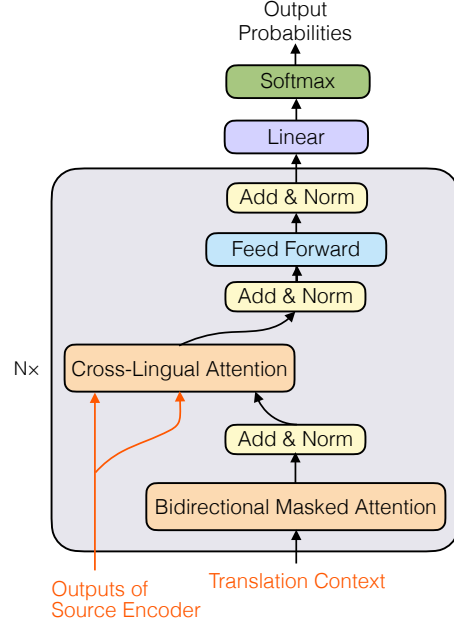 Output
Probabilities
Softmax
Linear
Add & Norm
Feed Forward
Add & Norm
N×
Cross-Lingual Attention
Add & Norm
Bidirectional Masked Attention
Outputs of
Source Encoder
Translation Context